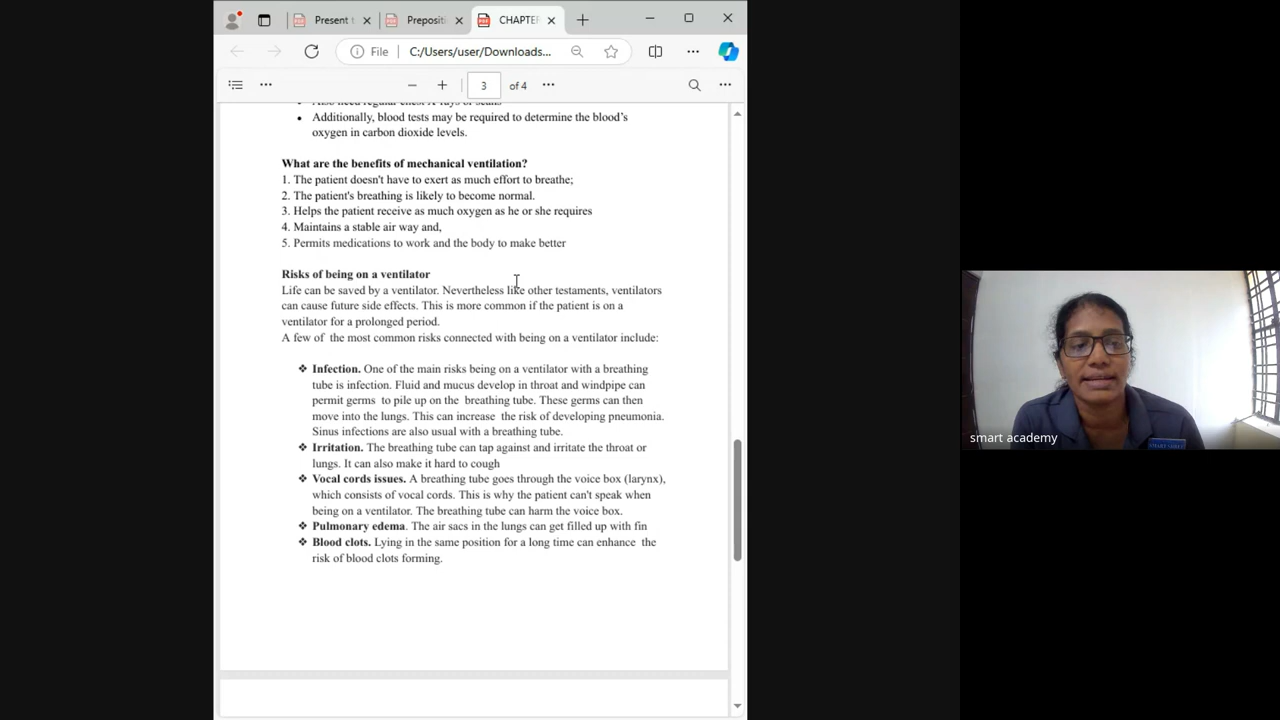 Present
Preposit
CHAPTER
File
C:/Users/user/Downloads...
3 of 4
• Also need regular chest X-rays or scans
• Additionally, blood tests may be required to determine the blood's
oxygen in carbon dioxide levels.
What are the benefits of mechanical ventilation?
1. The patient doesn't have to exert as much effort to breathe;
2. The patient's breathing is likely to become normal.
3. Helps the patient receive as much oxygen as he or she requires
4. Maintains a stable air way and,
5. Permits medications to work and the body to make better
Risks of being on a ventilator
Life can be saved by a ventilator. Nevertheless like other testaments, ventilators
can cause future side effects. This is more common if the patient is on a
ventilator for a prolonged period.
A few of the most common risks connected with being on a ventilator include:
❖ Infection. One of the main risks being on a ventilator with a breathing
tube is infection. Fluid and mucus develop in throat and windpipe can
permit germs to pile up on the breathing tube. These germs can then
move into the lungs. This can increase the risk of developing pneumonia.
Sinus infections are also usual with a breathing tube.
❖ Irritation. The breathing tube can tap against and irritate the throat or
lungs. It can also make it hard to cough
❖ Vocal cords issues. A breathing tube goes through the voice box (larynx),
which consists of vocal cords. This is why the patient can't speak when
being on a ventilator. The breathing tube can harm the voice box.
❖ Pulmonary edema. The air sacs in the lungs can get filled up with fin
❖ Blood clots. Lying in the same position for a long time can enhance the
risk of blood clots forming.
smart academy